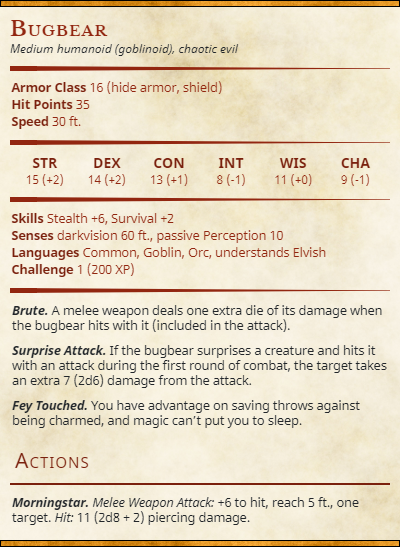 Bugbear
Medium humanoid (goblinoid), chaotic evil
Armor Class 16 (hide armor, shield)
Hit Points 35
Speed 30 ft.
STR DEX CON INT WIS CHA
15 (+2) 14 (+2) 13 (+1) 8 (-1) 11 (+0) 9 (-1)
Skills Stealth +6, Survival +2
Senses darkvision 60 ft., passive Perception 10
Languages Common, Goblin, Orc, understands Elvish
Challenge 1 (200 XP)
Brute. A melee weapon deals one extra die of its damage when
the bugbear hits with it (included in the attack).
Surprise Attack. If the bugbear surprises a creature and hits it
with an attack during the first round of combat, the target takes
an extra 7 (2d6) damage from the attack.
Fey Touched. You have advantage on saving throws against
being charmed, and magic can't put you to sleep.
Actions
Morningstar. Melee Weapon Attack: +6 to hit, reach 5 ft., one
target. Hit: 11 (2d8 + 2) piercing damage.